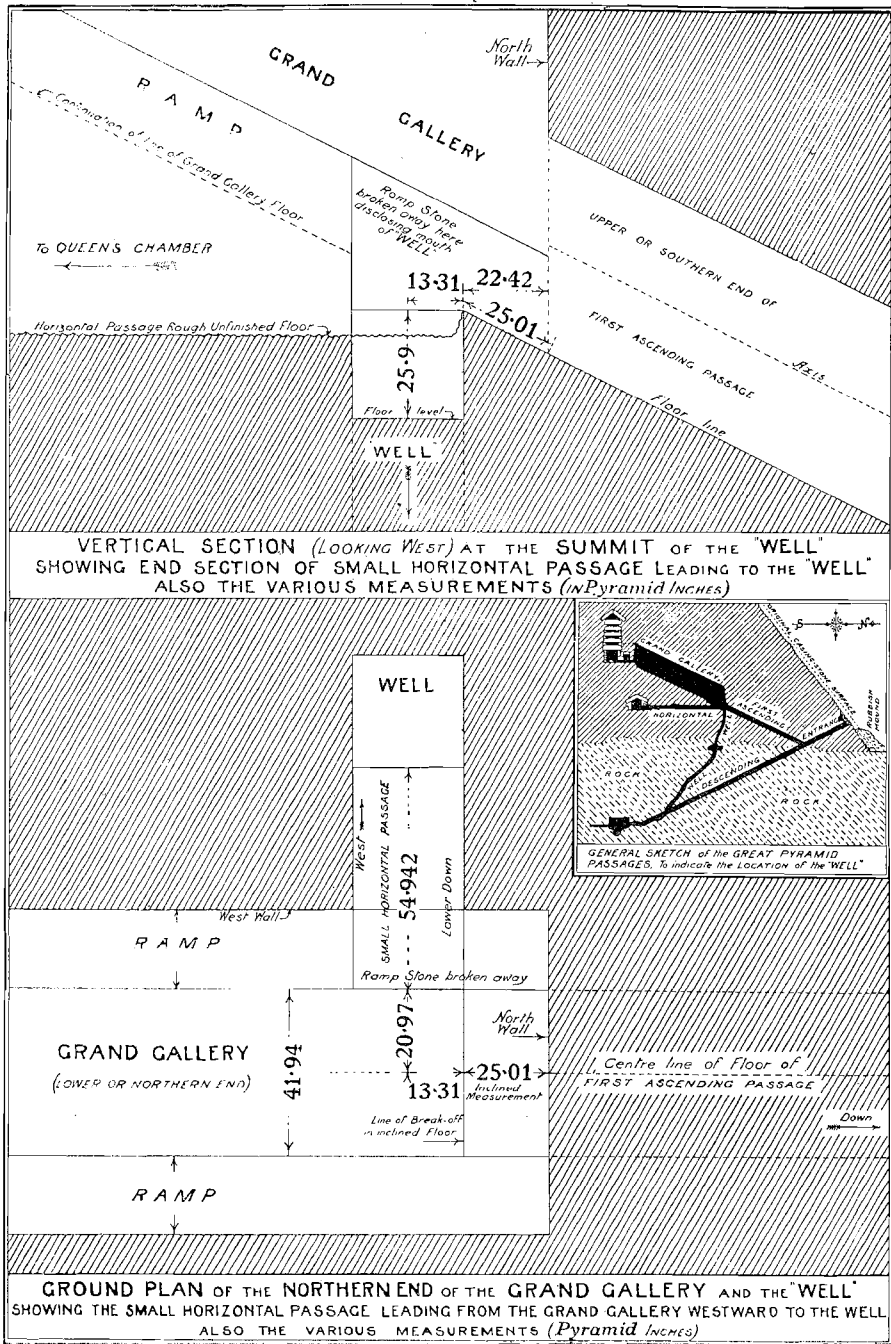 GRAND
GALLERY
RAMP
North
Wall
Continuation of line of Grand Gallery Floor
Ramp Stone
broken away here
disclosing mouth
of "WELL"
UPPER OR SOUTHERN END OF
FIRST ASCENDING PASSAGE
Axis
Floor line
To QUEEN'S CHAMBER
13·31
22·42
25·01
Horizontal Passage Rough Unfinished Floor
25·9
Floor level
"WELL"
VERTICAL SECTION (LOOKING WEST) AT THE SUMMIT OF THE "WELL"
SHOWING END SECTION OF SMALL HORIZONTAL PASSAGE LEADING TO THE "WELL"
ALSO THE VARIOUS MEASUREMENTS (IN Pyramid INCHES)
WELL
West
SMALL HORIZONTAL PASSAGE
54·942
Lower Down
West Wall
RAMP
Ramp Stone broken away
GRAND GALLERY
(LOWER OR NORTHERN END)
41·94
20·97
North
Wall
13·31
25·01
Inclined
Measurement
Line of Break-off
in inclined Floor
Centre line of Floor of
FIRST ASCENDING PASSAGE
Down
RAMP
S
N
ORIGINAL CASING STONE SURFACE
GRAND GALLERY
FIRST
ASCENDING
HORIZONTAL
ENTRANCE
RUBBISH
MOUND
WELL
DESCENDING
ROCK
ROCK
GENERAL SKETCH of the GREAT PYRAMID
PASSAGES, To indicate the LOCATION of the "WELL"
GROUND PLAN OF THE NORTHERN END OF THE GRAND GALLERY AND THE "WELL"
SHOWING THE SMALL HORIZONTAL PASSAGE LEADING FROM THE GRAND GALLERY WESTWARD TO THE WELL
ALSO THE VARIOUS MEASUREMENTS (Pyramid INCHES)